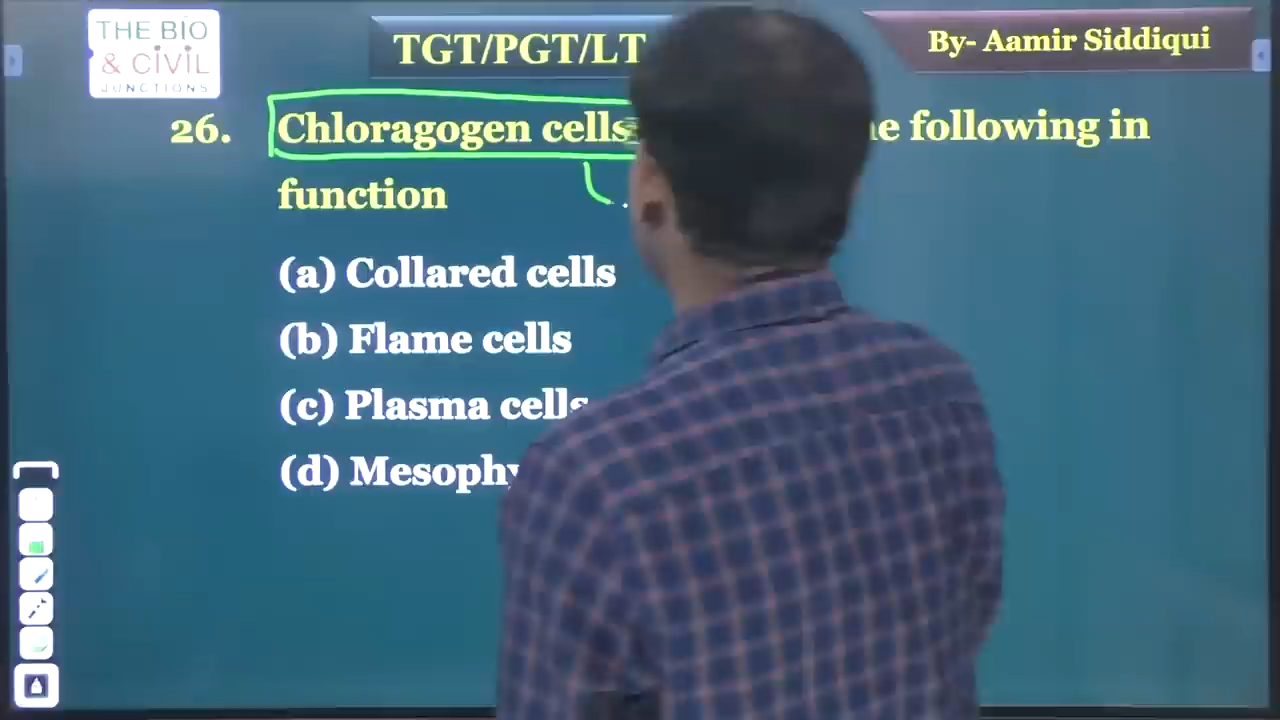 THE BIO
& CIVIL
JUNCTIONS
TGT/PGT/LT
By- Aamir Siddiqui
26. Chloragogen cells following in
function
(a) Collared cells
(b) Flame cells
(c) Plasma cells
(d)